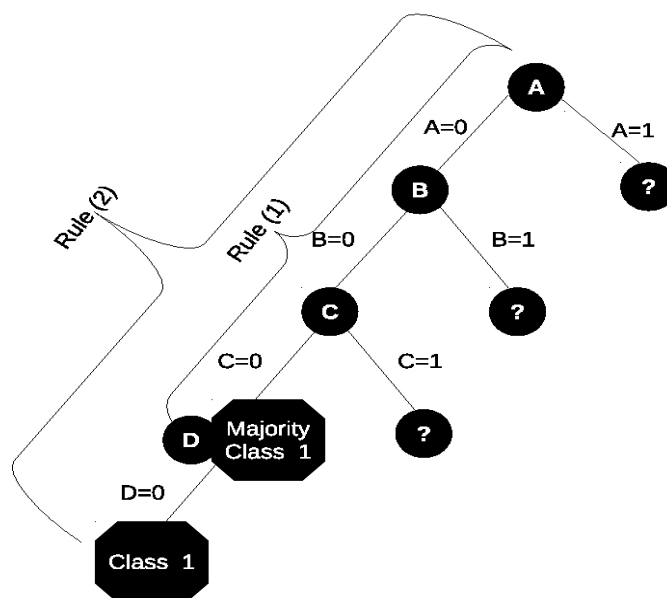 A
A=0
A=1
Rule (2)
Rule (1)
B
?
B=0
B=1
C
?
C=0
C=1
D
Majority
Class 1
?
D=0
Class 1